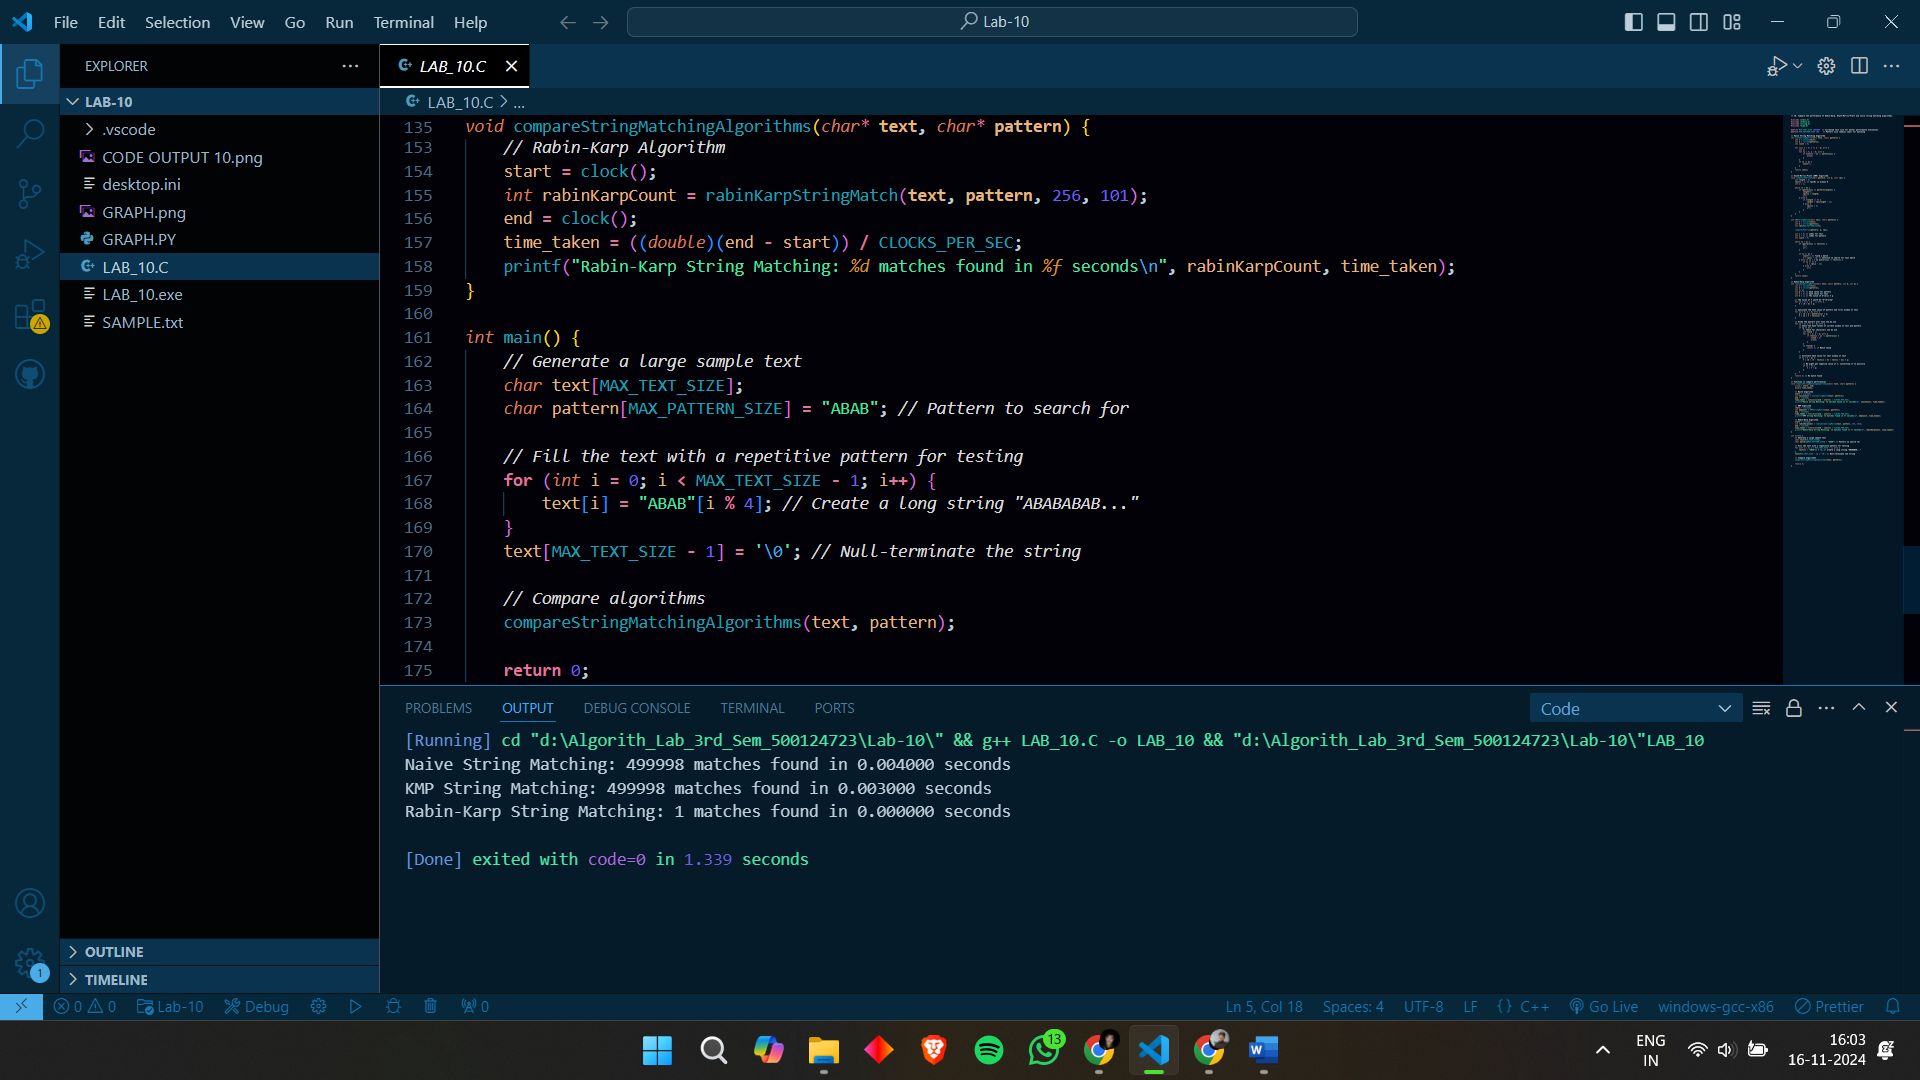 File Edit Selection View Go Run Terminal Help
Lab-10
EXPLORER
LAB_10.C
LAB-10
.vscode
CODE OUTPUT 10.png
desktop.ini
GRAPH.png
GRAPH.PY
LAB_10.C
LAB_10.exe
SAMPLE.txt
OUTLINE
TIMELINE
LAB_10.C > ...
135 void compareStringMatchingAlgorithms(char* text, char* pattern) {
153 // Rabin-Karp Algorithm
154 start = clock();
155 int rabinKarpCount = rabinKarpStringMatch(text, pattern, 256, 101);
156 end = clock();
157 time_taken = ((double)(end - start)) / CLOCKS_PER_SEC;
158 printf("Rabin-Karp String Matching: %d matches found in %f seconds\n", rabinKarpCount, time_taken);
159 }
160
161 int main() {
162 // Generate a large sample text
163 char text[MAX_TEXT_SIZE];
164 char pattern[MAX_PATTERN_SIZE] = "ABAB"; // Pattern to search for
165
166 // Fill the text with a repetitive pattern for testing
167 for (int i = 0; i < MAX_TEXT_SIZE - 1; i++) {
168 text[i] = "ABAB"[i % 4]; // Create a long string "ABABABAB..."
169 }
170 text[MAX_TEXT_SIZE - 1] = '\0'; // Null-terminate the string
171
172 // Compare algorithms
173 compareStringMatchingAlgorithms(text, pattern);
174
175 return 0;
PROBLEMS OUTPUT DEBUG CONSOLE TERMINAL PORTS
Code
[Running] cd "d:\Algorith_Lab_3rd_Sem_500124723\Lab-10\" && g++ LAB_10.C -o LAB_10 && "d:\Algorith_Lab_3rd_Sem_500124723\Lab-10\"LAB_10
Naive String Matching: 499998 matches found in 0.004000 seconds
KMP String Matching: 499998 matches found in 0.003000 seconds
Rabin-Karp String Matching: 1 matches found in 0.000000 seconds
[Done] exited with code=0 in 1.339 seconds
1
0 0 Lab-10 Debug 0
Ln 5, Col 18 Spaces: 4 UTF-8 LF {} C++ Go Live windows-gcc-x86 Prettier
13
W
ENG
IN
16:03
16-11-2024